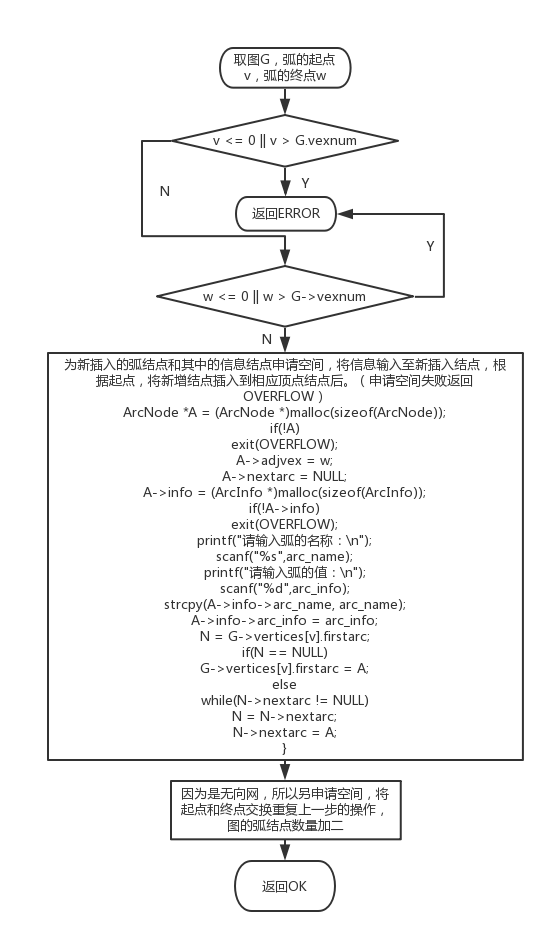 取图G，弧的起点
v，弧的终点w
v <= 0 || v > G.vexnum
N
Y
返回ERROR
Y
w <= 0 || w > G->vexnum
N
为新插入的弧结点和其中的信息结点申请空间，将信息输入至新插入结点，根
据起点，将新增结点插入到相应顶点结点后。（申请空间失败返回
OVERFLOW）
ArcNode *A = (ArcNode *)malloc(sizeof(ArcNode));
if(!A)
exit(OVERFLOW);
A->adjvex = w;
A->nextarc = NULL;
A->info = (ArcInfo *)malloc(sizeof(ArcInfo));
if(!A->info)
exit(OVERFLOW);
printf("请输入弧的名称：\n");
scanf("%s",arc_name);
printf("请输入弧的值：\n");
scanf("%d",arc_info);
strcpy(A->info->arc_name, arc_name);
A->info->arc_info = arc_info;
N = G->vertices[v].firstarc;
if(N == NULL)
G->vertices[v].firstarc = A;
else
while(N->nextarc != NULL)
N = N->nextarc;
N->nextarc = A;
}
因为是无向网，所以另申请空间，将
起点和终点交换重复上一步的操作，
图的弧结点数量加二
返回OK